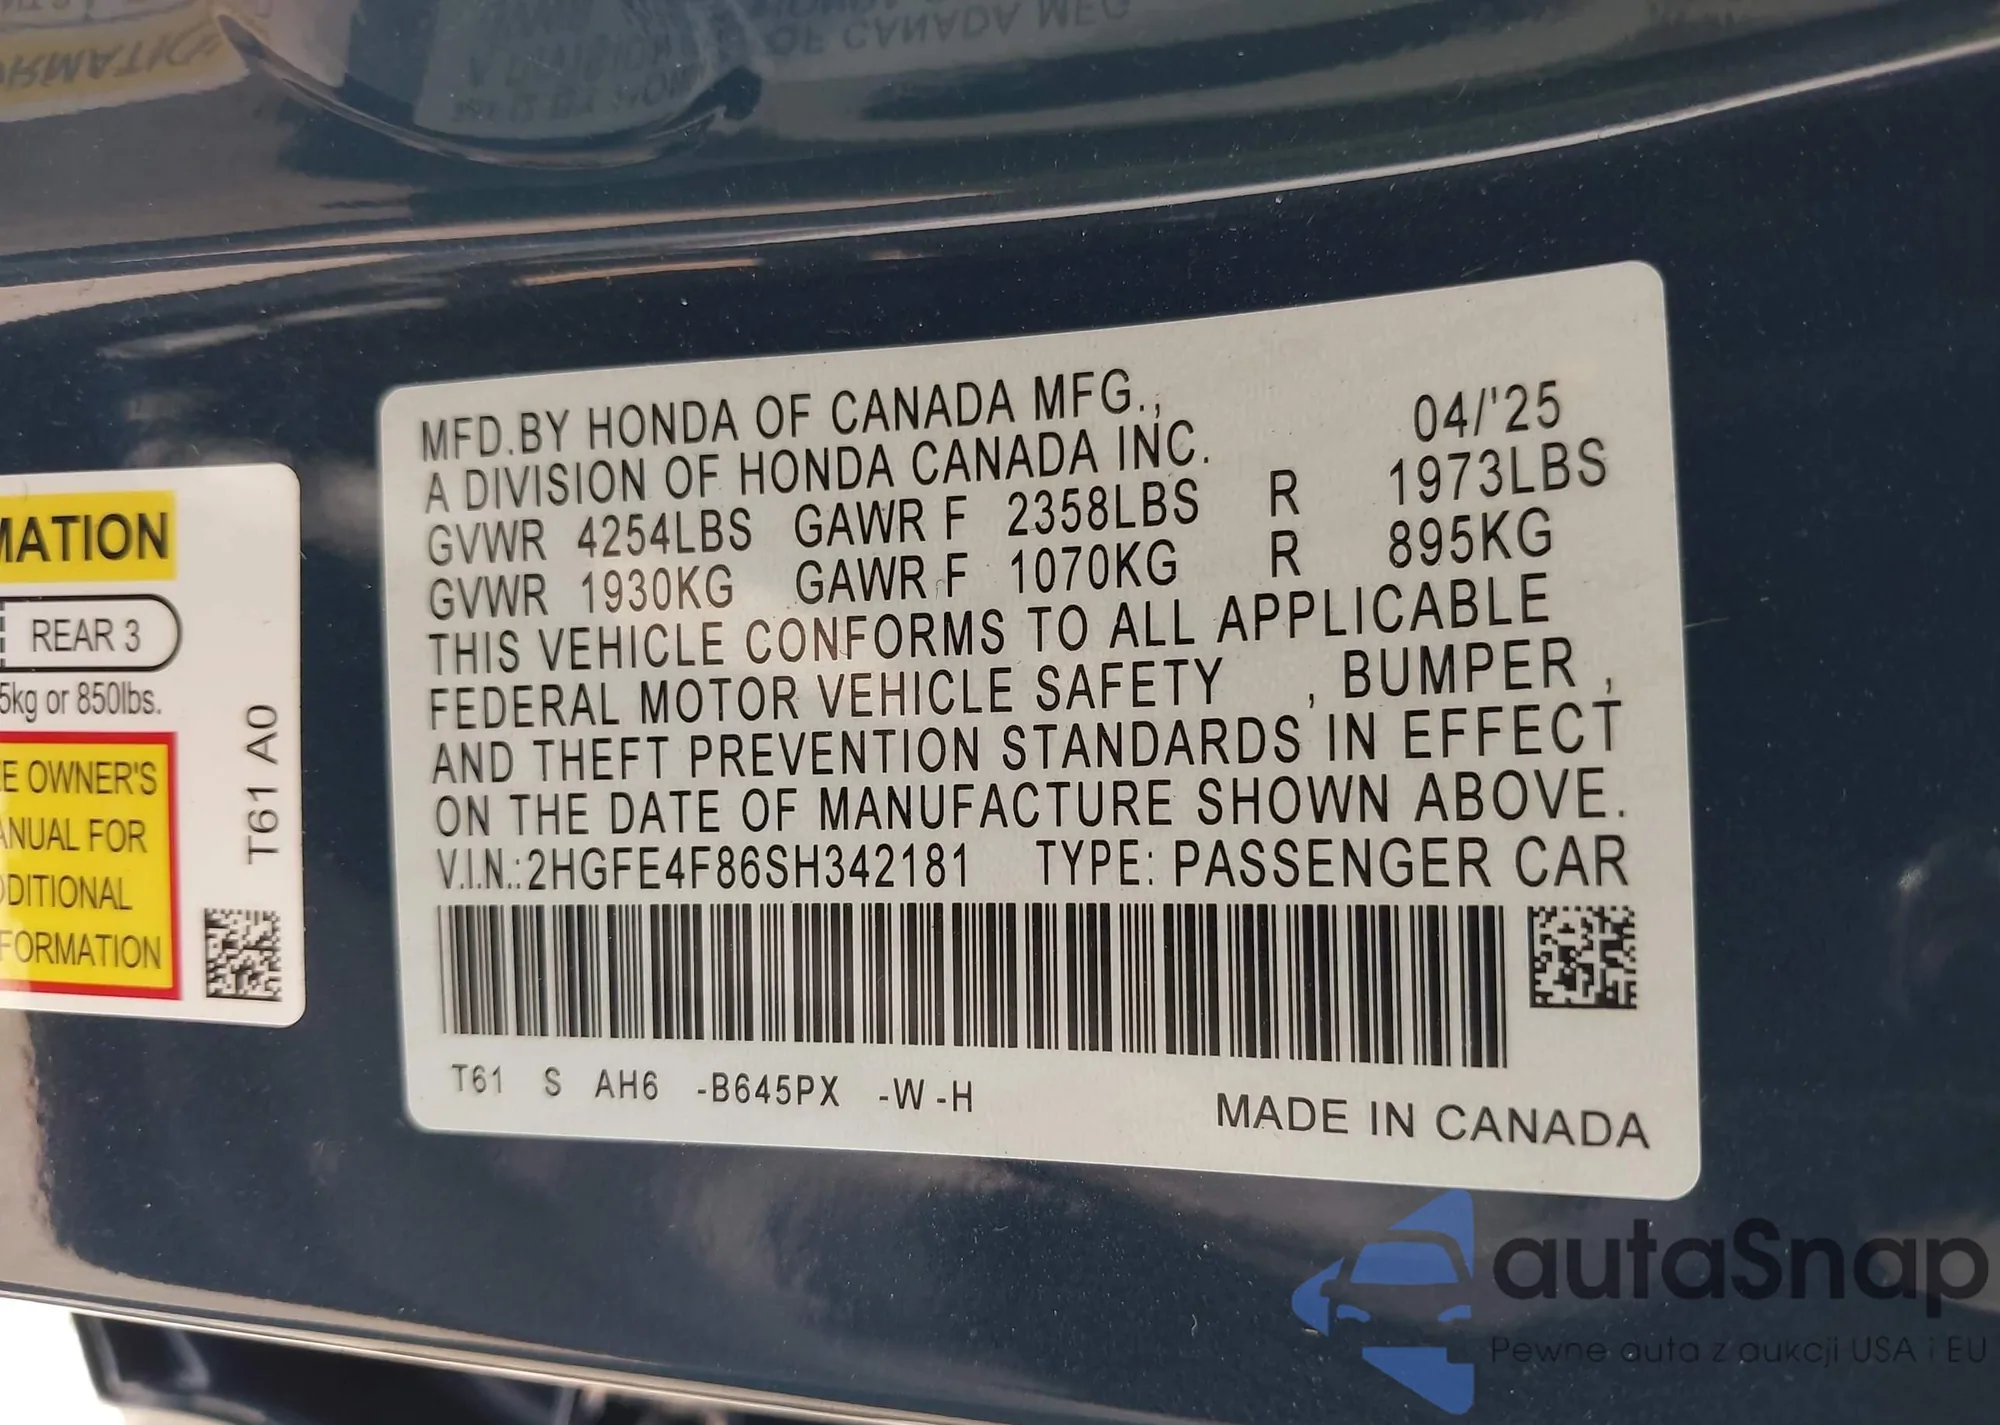 MFD.BY HONDA OF CANADA MFG.,
A DIVISION OF HONDA CANADA INC. 04/'25
GVWR 4254LBS GAWR F 2358LBS R 1973LBS
GVWR 1930KG GAWR F 1070KG R 895KG
THIS VEHICLE CONFORMS TO ALL APPLICABLE
FEDERAL MOTOR VEHICLE SAFETY , BUMPER ,
AND THEFT PREVENTION STANDARDS IN EFFECT
ON THE DATE OF MANUFACTURE SHOWN ABOVE.
V.I.N.:2HGFE4F86SH342181 TYPE: PASSENGER CAR
T61 S AH6 -B645PX -W -H
MADE IN CANADA
MATION
REAR 3
5kg or 850lbs.
E OWNER'S
ANUAL FOR
DDITIONAL
FORMATION
T61 A0
autaSnap
Pewne auta z aukcji USA i EU